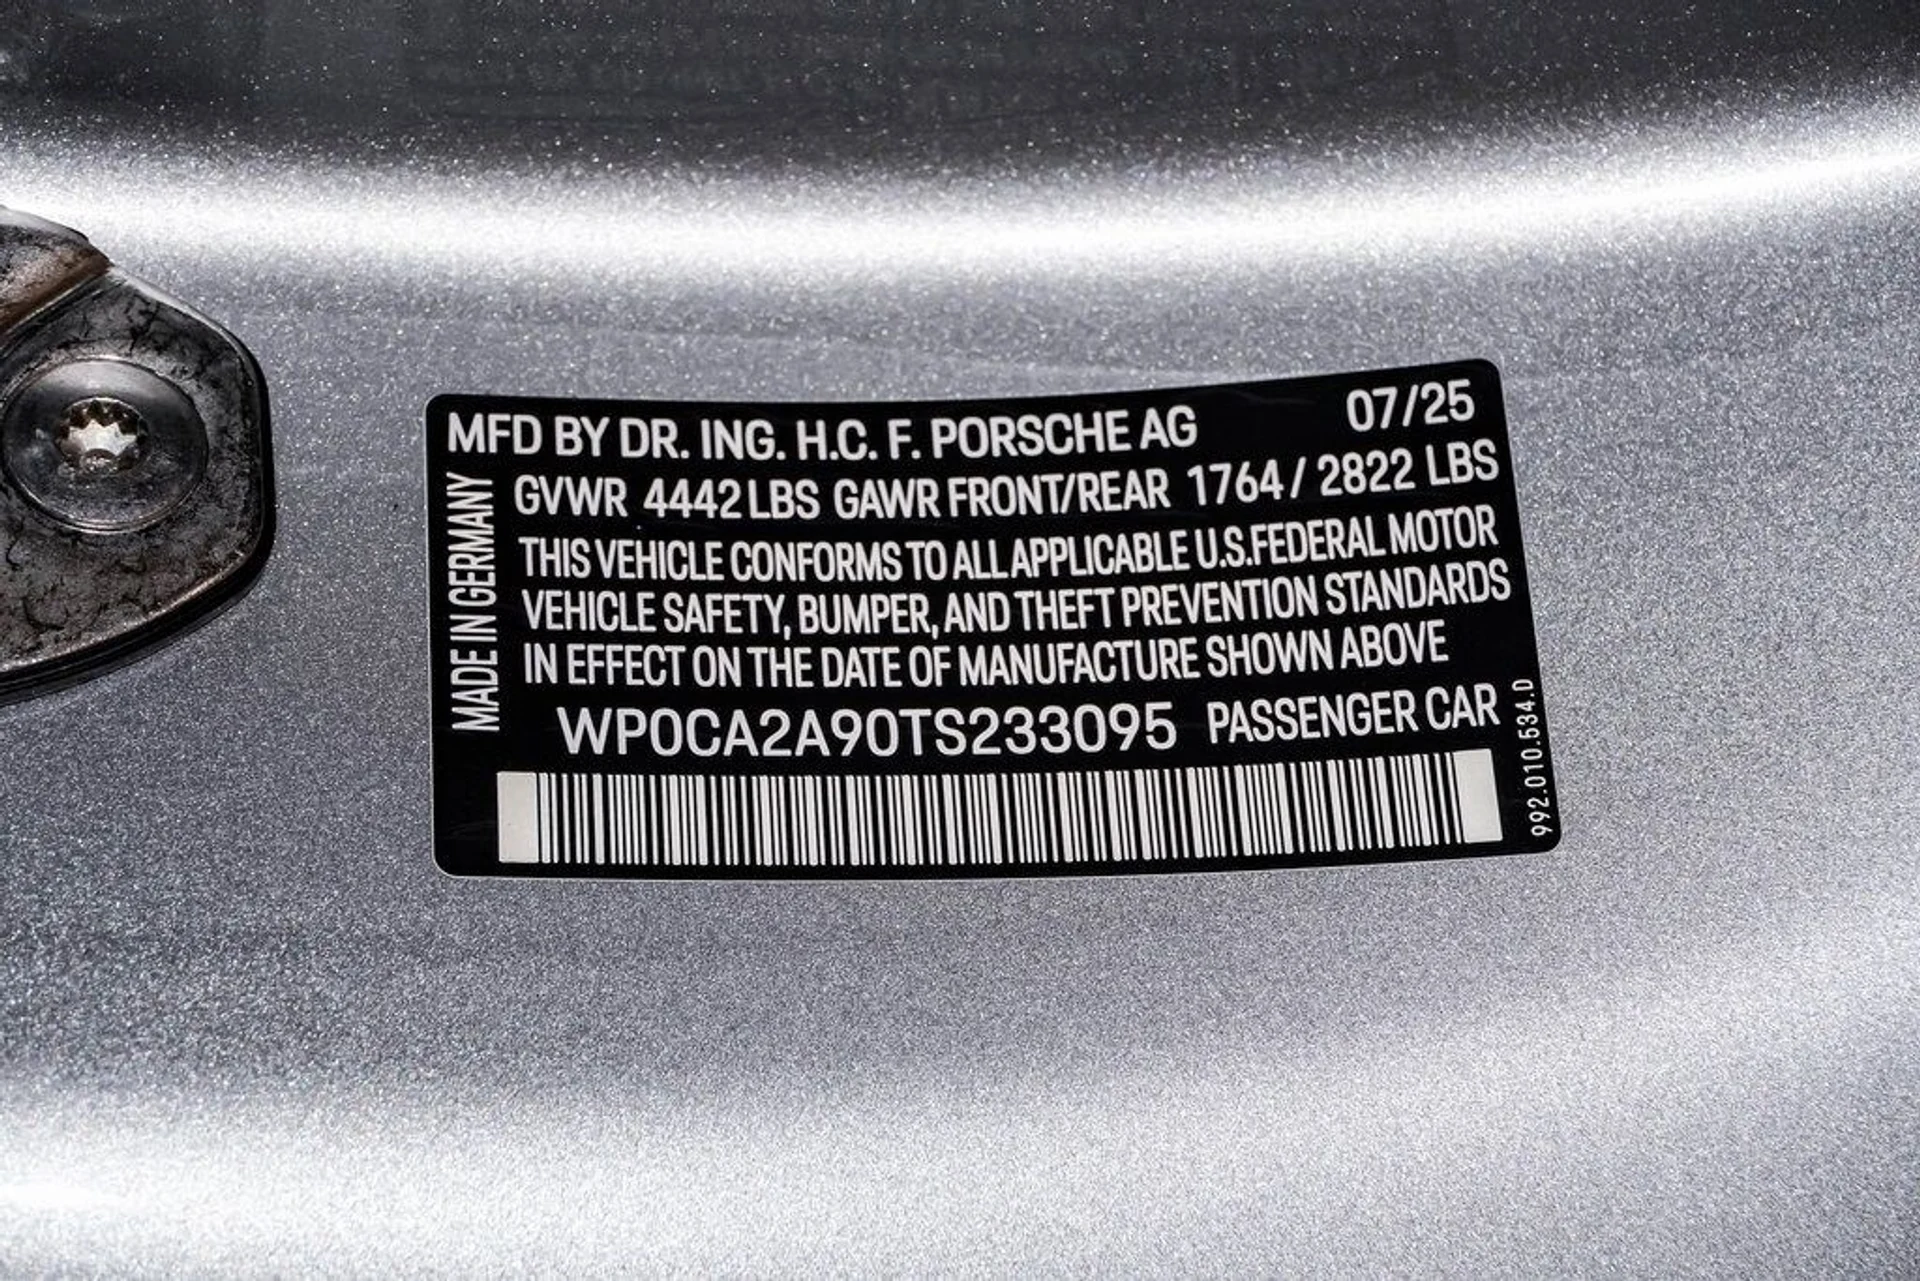 MFD BY DR. ING. H.C. F. PORSCHE AG 07/25
GVWR 4442 LBS GAWR FRONT/REAR 1764 / 2822 LBS
THIS VEHICLE CONFORMS TO ALL APPLICABLE U.S.FEDERAL MOTOR
VEHICLE SAFETY, BUMPER, AND THEFT PREVENTION STANDARDS
IN EFFECT ON THE DATE OF MANUFACTURE SHOWN ABOVE
WP0CA2A90TS233095 PASSENGER CAR
MADE IN GERMANY
992.010.534.D